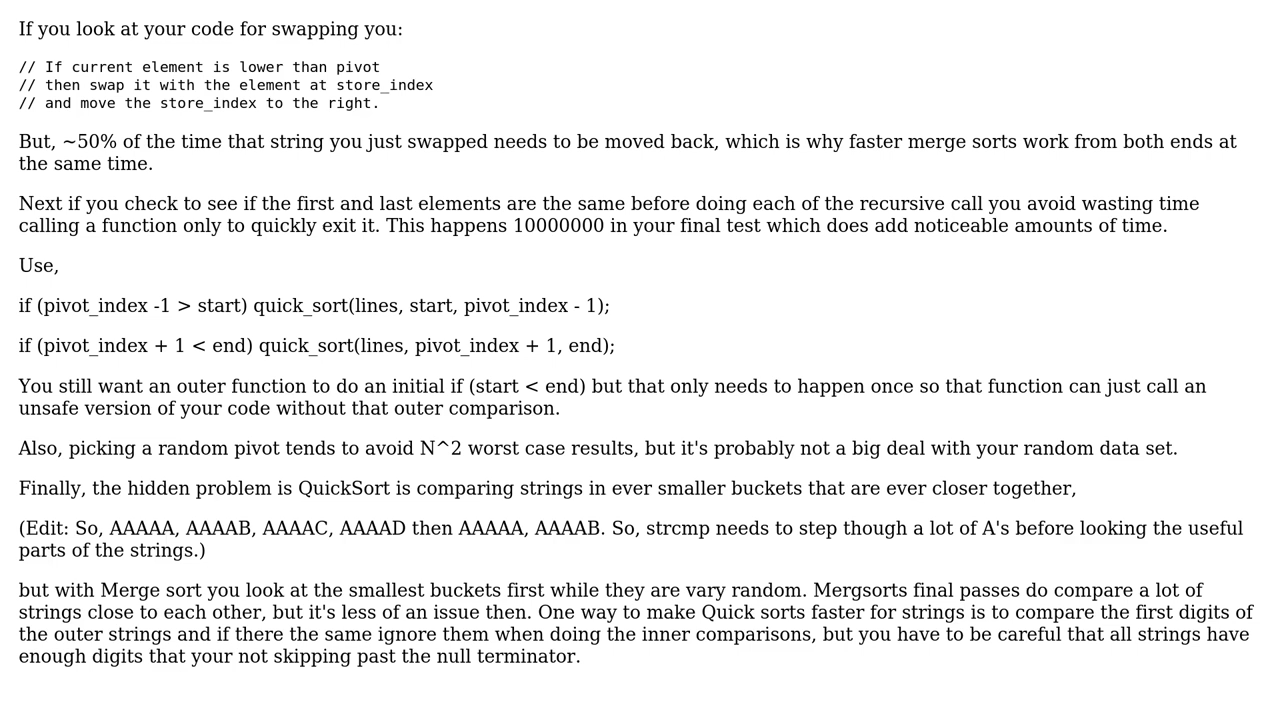 If you look at your code for swapping you:
// If current element is lower than pivot
// then swap it with the element at store_index
// and move the store_index to the right.
But, ~50% of the time that string you just swapped needs to be moved back, which is why faster merge sorts work from both ends at
the same time.
Next if you check to see if the first and last elements are the same before doing each of the recursive call you avoid wasting time
calling a function only to quickly exit it. This happens 10000000 in your final test which does add noticeable amounts of time.
Use,
if (pivot_index -1 > start) quick_sort(lines, start, pivot_index - 1);
if (pivot_index + 1 < end) quick_sort(lines, pivot_index + 1, end);
You still want an outer function to do an initial if (start < end) but that only needs to happen once so that function can just call an
unsafe version of your code without that outer comparison.
Also, picking a random pivot tends to avoid N^2 worst case results, but it's probably not a big deal with your random data set.
Finally, the hidden problem is QuickSort is comparing strings in ever smaller buckets that are ever closer together,
(Edit: So, AAAAA, AAAAB, AAAAC, AAAAD then AAAAA, AAAAB. So, strcmp needs to step though a lot of A's before looking the useful
parts of the strings.)
but with Merge sort you look at the smallest buckets first while they are vary random. Mergsorts final passes do compare a lot of
strings close to each other, but it's less of an issue then. One way to make Quick sorts faster for strings is to compare the first digits of
the outer strings and if there the same ignore them when doing the inner comparisons, but you have to be careful that all strings have
enough digits that your not skipping past the null terminator.